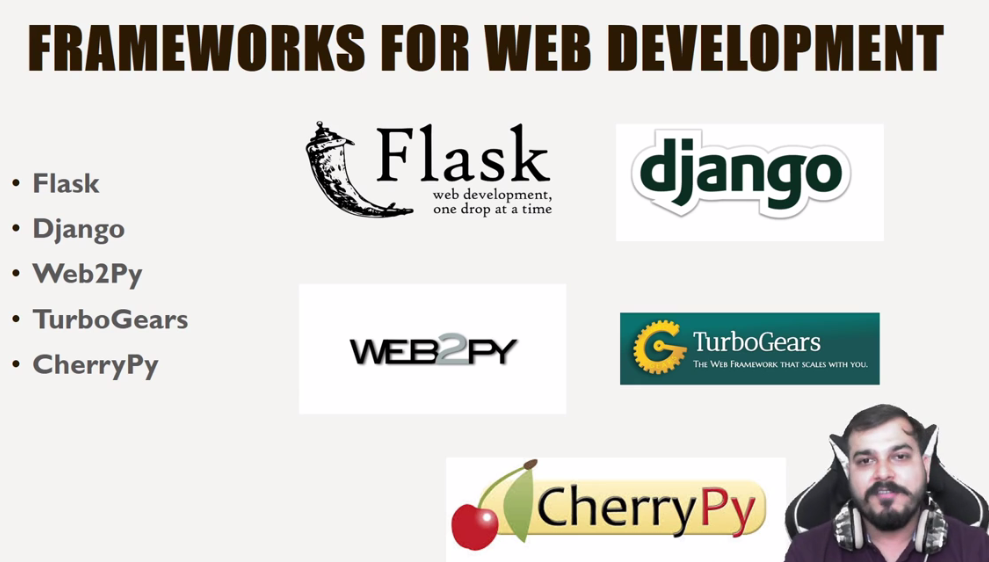 FRAMEWORKS FOR WEB DEVELOPMENT
• Flask
• Django
• Web2Py
• TurboGears
• CherryPy
Flask
web development,
one drop at a time
django
WEB2PY
TurboGears
THE WEB FRAMEWORK THAT SCALES WITH YOU.
CherryPy